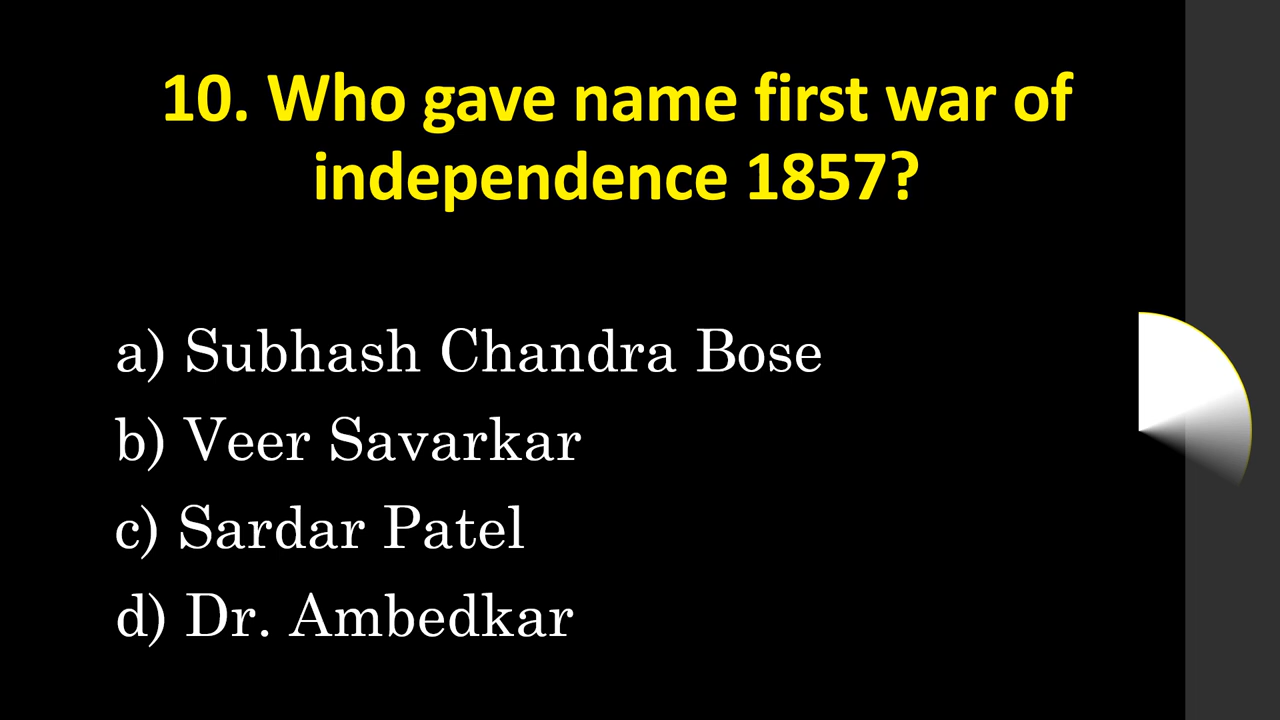 10. Who gave name first war of
independence 1857?
a) Subhash Chandra Bose
b) Veer Savarkar
c) Sardar Patel
d) Dr. Ambedkar